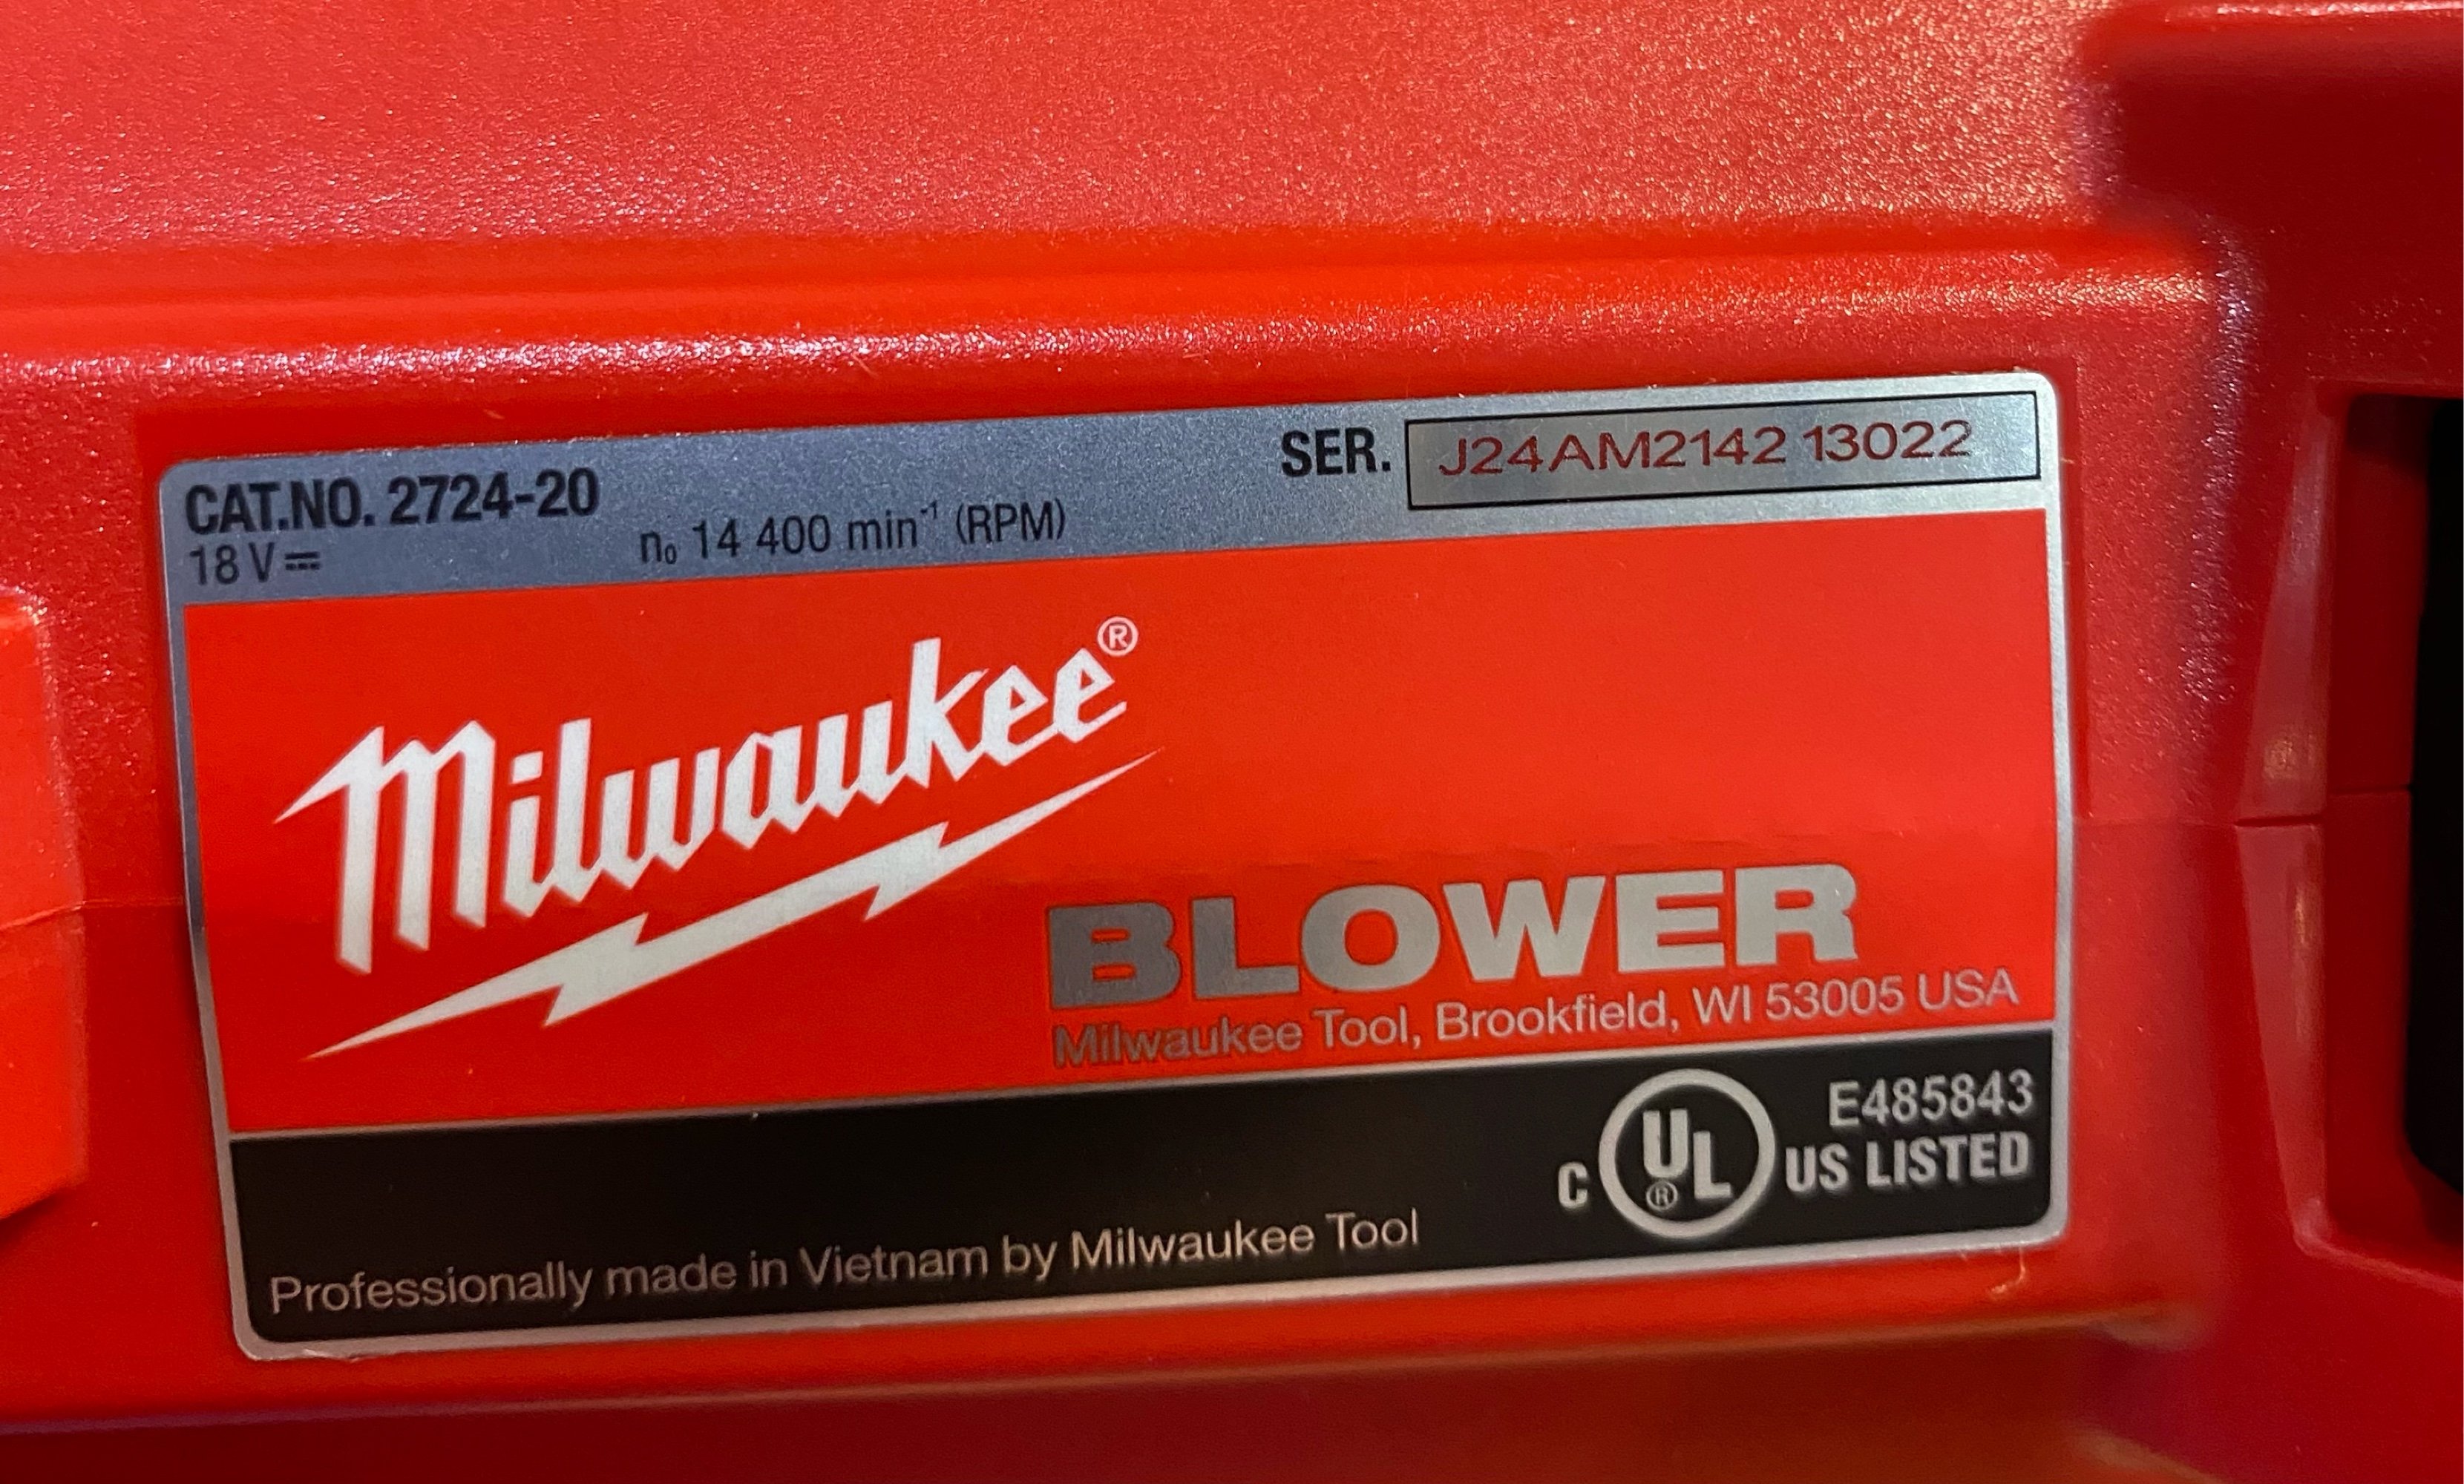 CAT.NO. 2724-20
SER. J24AM2142 13022
18 V⎓ n₀ 14 400 min⁻¹ (RPM)
Milwaukee®
BLOWER
Milwaukee Tool, Brookfield, WI 53005 USA
E485843
C UL® US LISTED
Professionally made in Vietnam by Milwaukee Tool